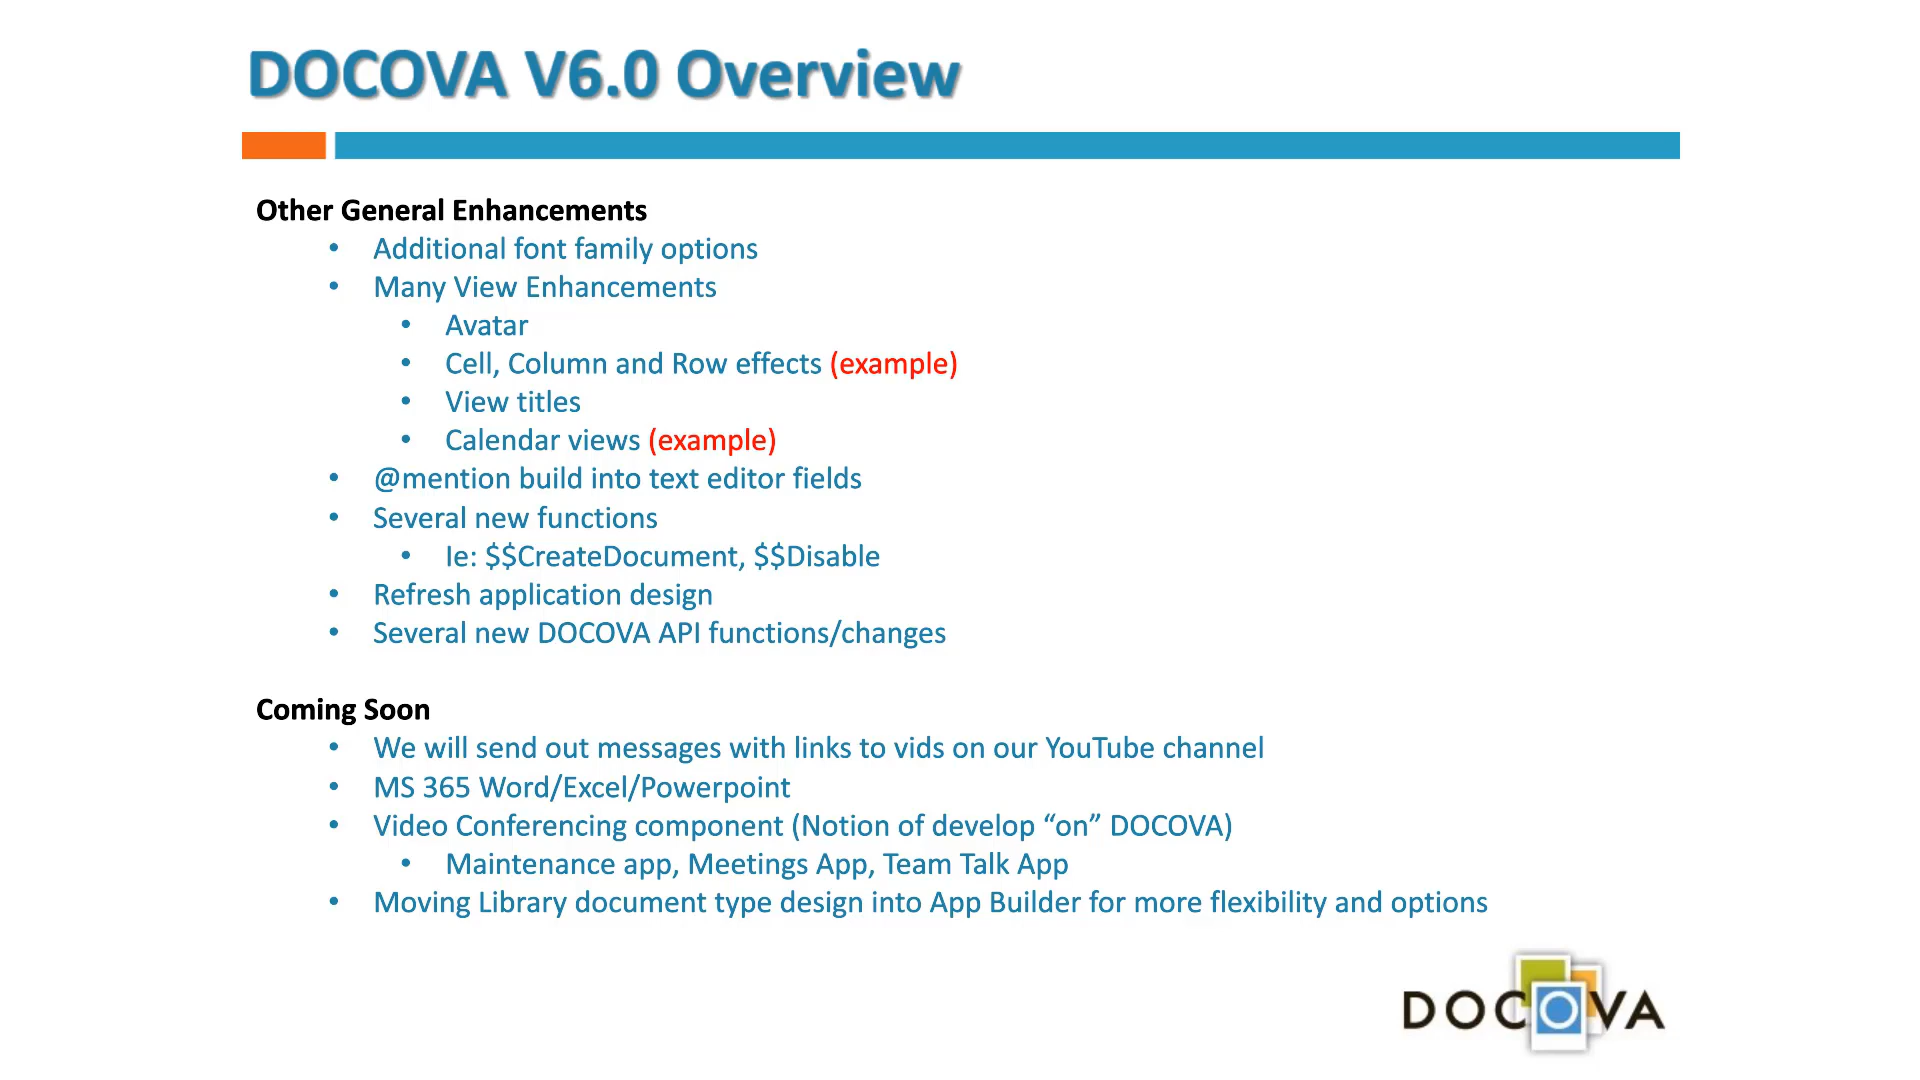 DOCOVA V6.0 Overview
Other General Enhancements
• Additional font family options
• Many View Enhancements
• Avatar
• Cell, Column and Row effects (example)
• View titles
• Calendar views (example)
• @mention build into text editor fields
• Several new functions
• Ie: $$CreateDocument, $$Disable
• Refresh application design
• Several new DOCOVA API functions/changes
Coming Soon
• We will send out messages with links to vids on our YouTube channel
• MS 365 Word/Excel/Powerpoint
• Video Conferencing component (Notion of develop “on” DOCOVA)
• Maintenance app, Meetings App, Team Talk App
• Moving Library document type design into App Builder for more flexibility and options
DOCOVA